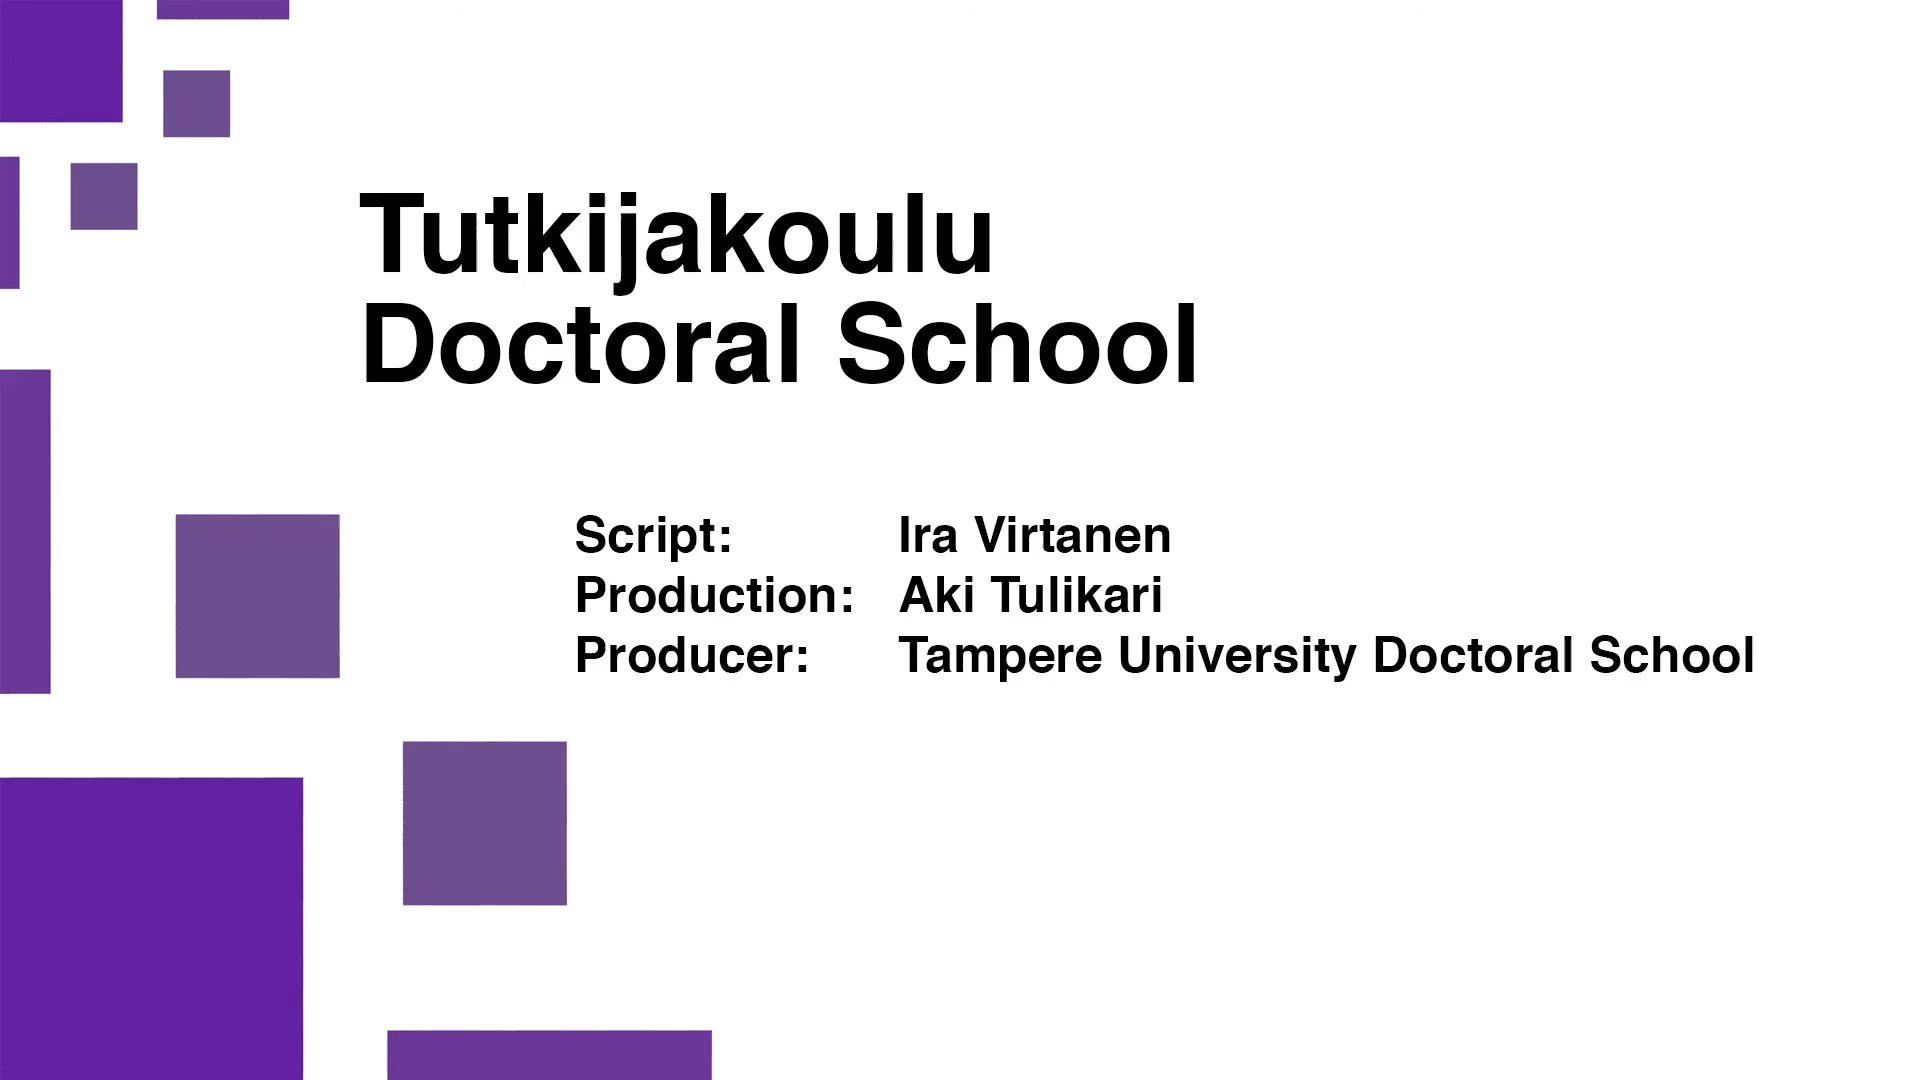 Tutkijakoulu
Doctoral School
Script: Ira Virtanen
Production: Aki Tulikari
Producer: Tampere University Doctoral School